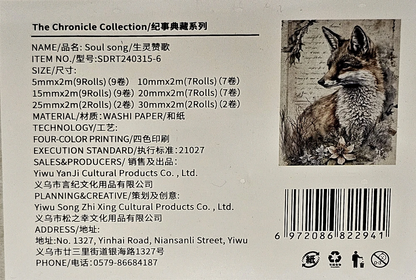 The Chronicle Collection/纪事典藏系列
NAME/品名: Soul song/生灵赞歌
ITEM NO./型号:SDRT240315-6
SIZE/尺寸:
5mmx2m(9Rolls)(9卷) 10mmx2m(7Rolls)(7卷)
15mmx2m(9Rolls)(9卷) 20mmx2m(7Rolls)(7卷)
25mmx2m(2Rolls)(2卷) 30mmx2m(2Rolls)(2卷)
MATERIAL/材质:WASHI PAPER/和纸
TECHNOLOGY/工艺:
FOUR-COLOR PRINTING/四色印刷
EXECUTION STANDARD/执行标准:21027
SALES&PRODUCERS/ 销售及出品:
Yiwu YanJi Cultural Products Co., Ltd.
义乌市言纪文化用品有限公司
PLANNING&CREATIVE/策划及创意:
Yiwu Song Zhi Xing Cultural Products Co., Ltd.
义乌市松之幸文化用品有限公司
ADDRESS/地址:
地址:No. 1327, Yinhai Road, Niansanli Street, Yiwu
义乌市廿三里街道银海路1327号
PHONE/电话:0579-86684187
6 972086 822941